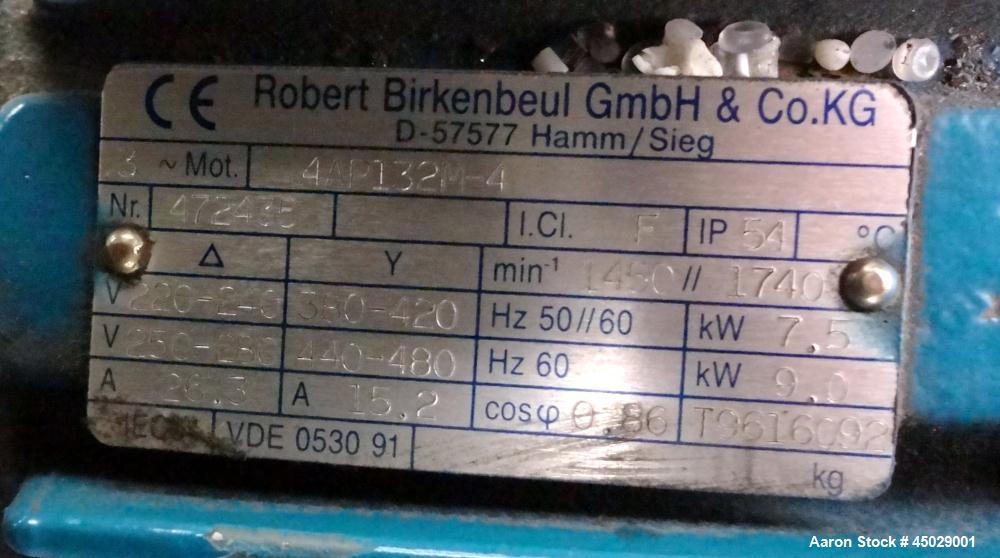 CE Robert Birkenbeul GmbH & Co.KG
D-57577 Hamm/Sieg
3 ~ Mot. 4AP132M-4
Nr. I.Cl. F IP 54 °C
Δ Y min-1 1450// 1740
V 220-240 380-420 Hz 50//60 kW 7.5
V 440-480 Hz 60 kW 9.0
A 26.3 A 15.2 cosφ 0.86 T9616C92
VDE 0530 91 kg
Aaron Stock # 45029001